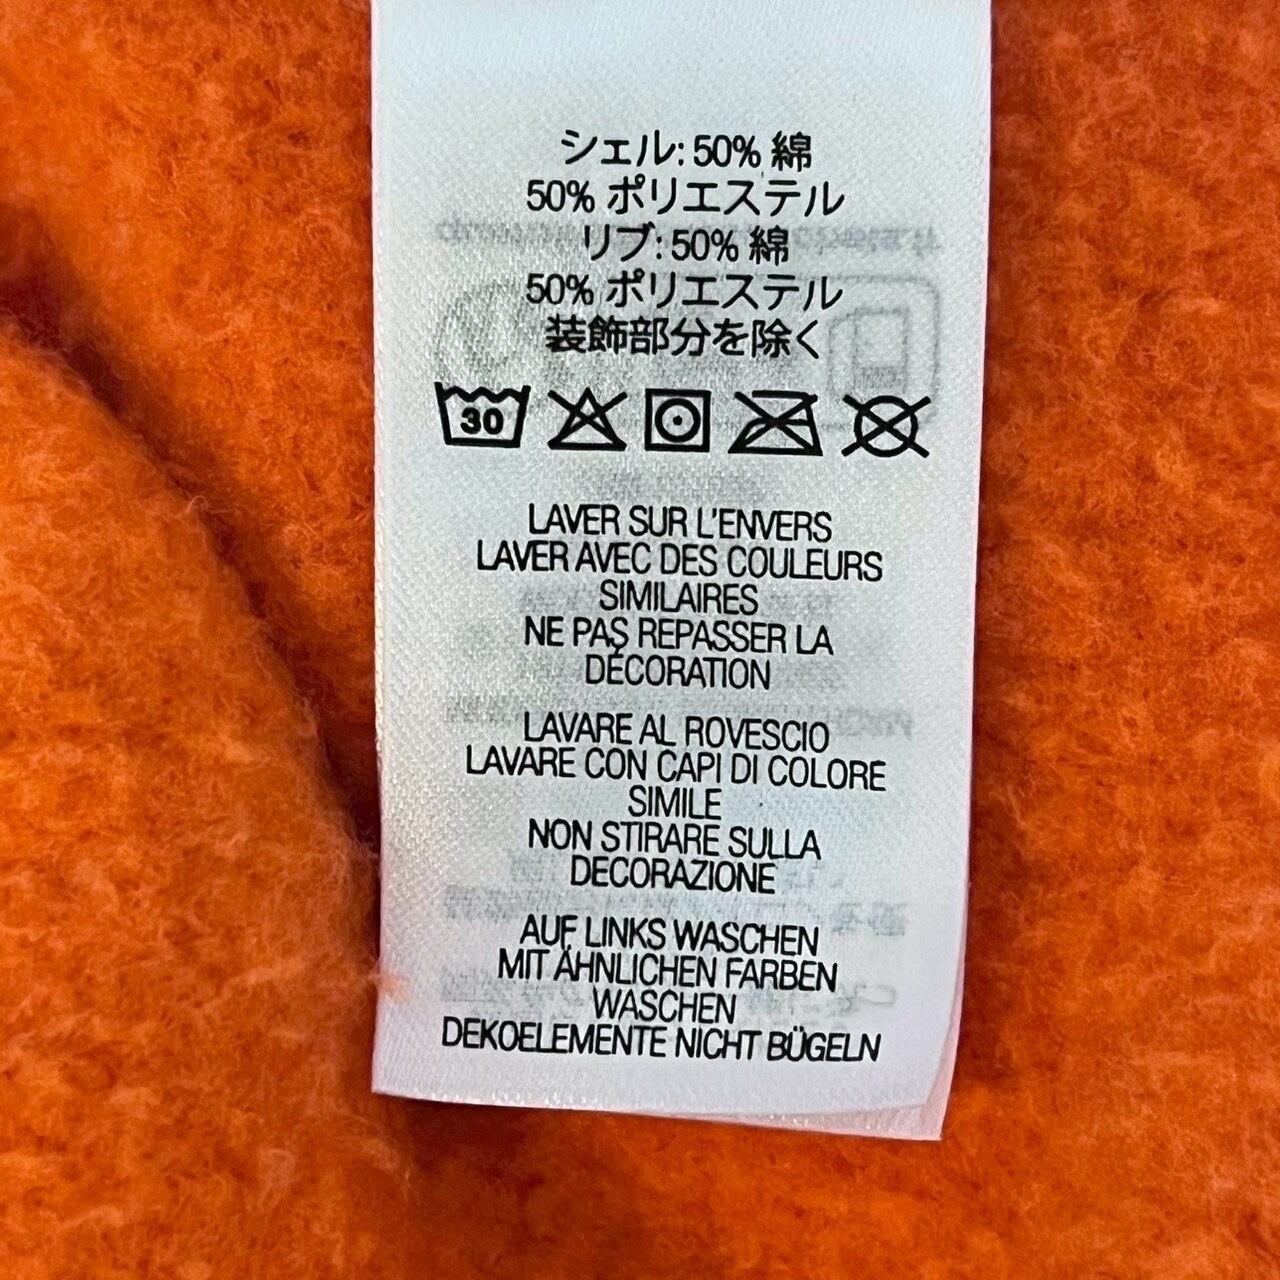 シェル: 50% 綿
50% ポリエステル
リブ: 50% 綿
50% ポリエステル
装飾部分を除く
30
LAVER SUR L'ENVERS
LAVER AVEC DES COULEURS
SIMILAIRES
NE PAS REPASSER LA
DÉCORATION
LAVARE AL ROVESCIO
LAVARE CON CAPI DI COLORE
SIMILE
NON STIRARE SULLA
DECORAZIONE
AUF LINKS WASCHEN
MIT ÄHNLICHEN FARBEN
WASCHEN
DEKOELEMENTE NICHT BÜGELN